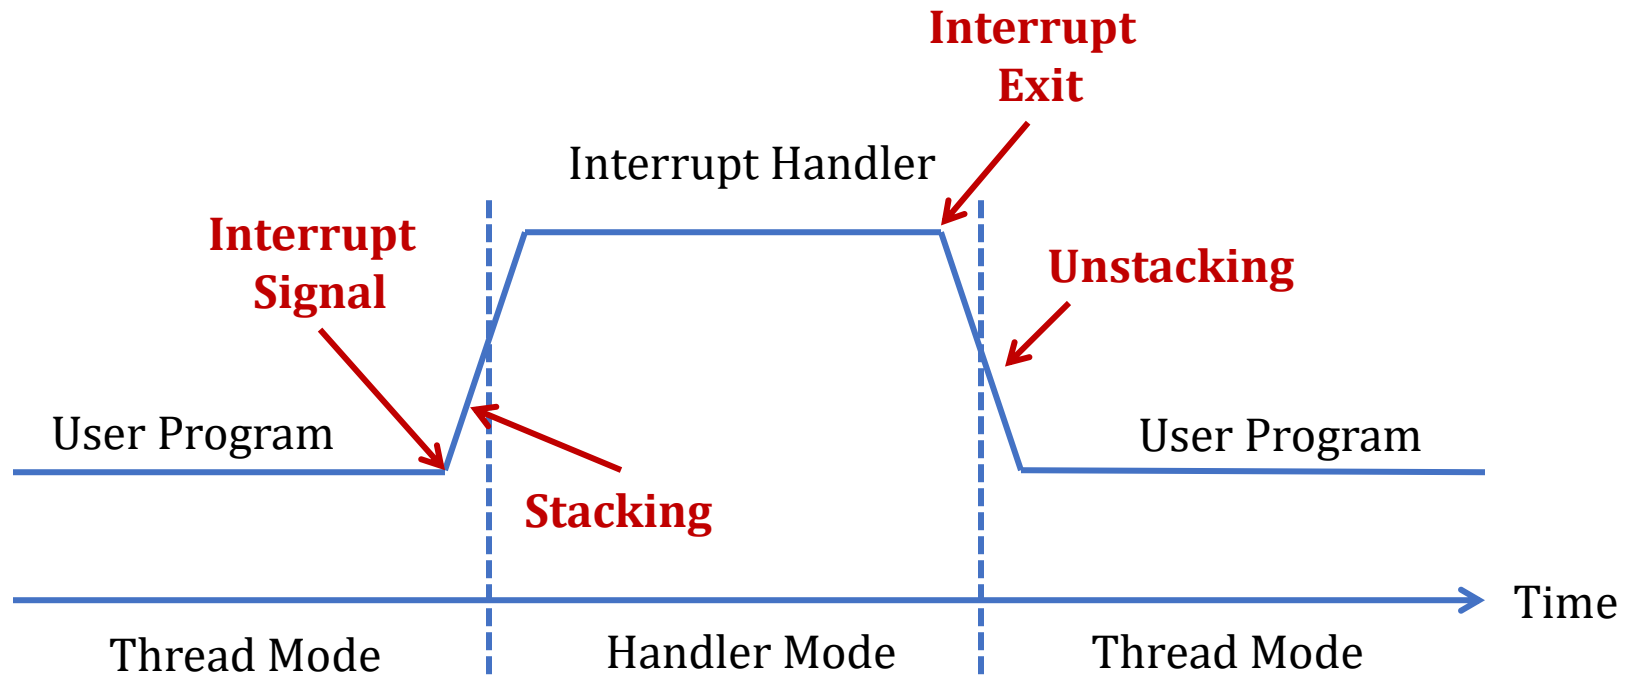 Interrupt
Exit
Interrupt Handler
Interrupt
Signal
Unstacking
User Program
User Program
Stacking
Time
Thread Mode
Handler Mode
Thread Mode